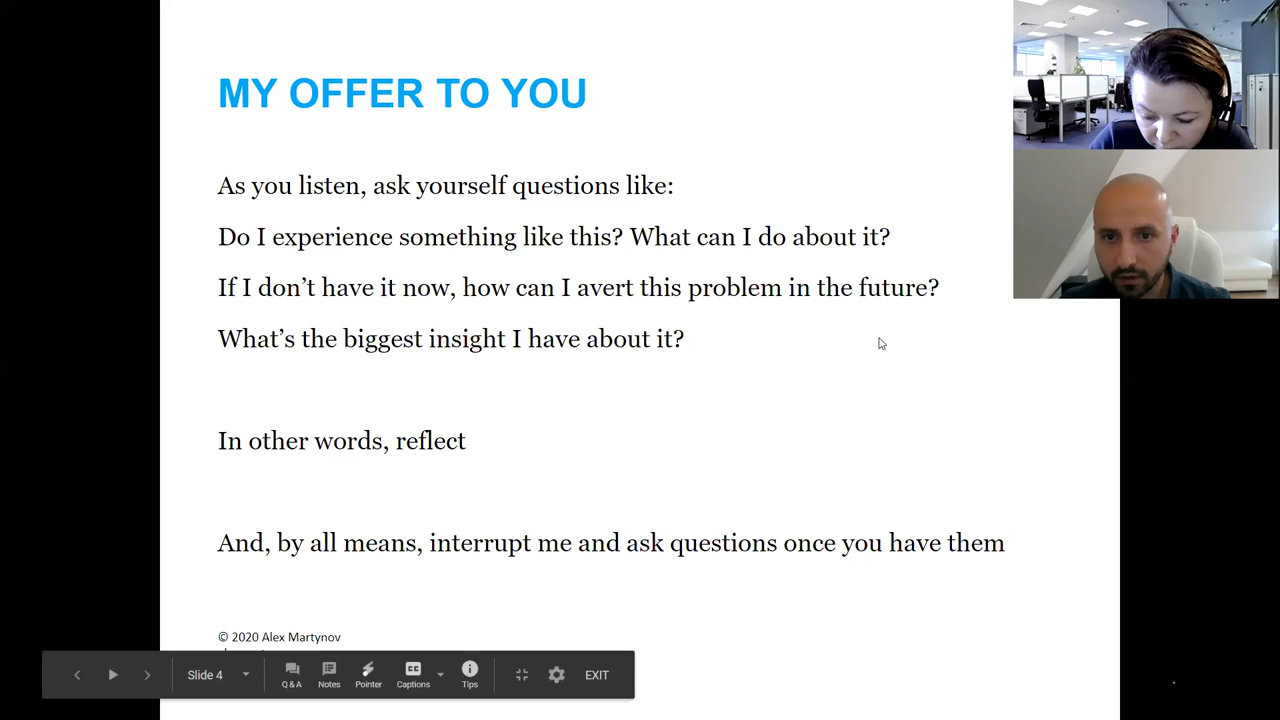 MY OFFER TO YOU
As you listen, ask yourself questions like:
Do I experience something like this? What can I do about it?
If I don’t have it now, how can I avert this problem in the future?
What’s the biggest insight I have about it?
In other words, reflect
And, by all means, interrupt me and ask questions once you have them
© 2020 Alex Martynov
Slide 4
Q & A
Notes
Pointer
Captions
Tips
EXIT